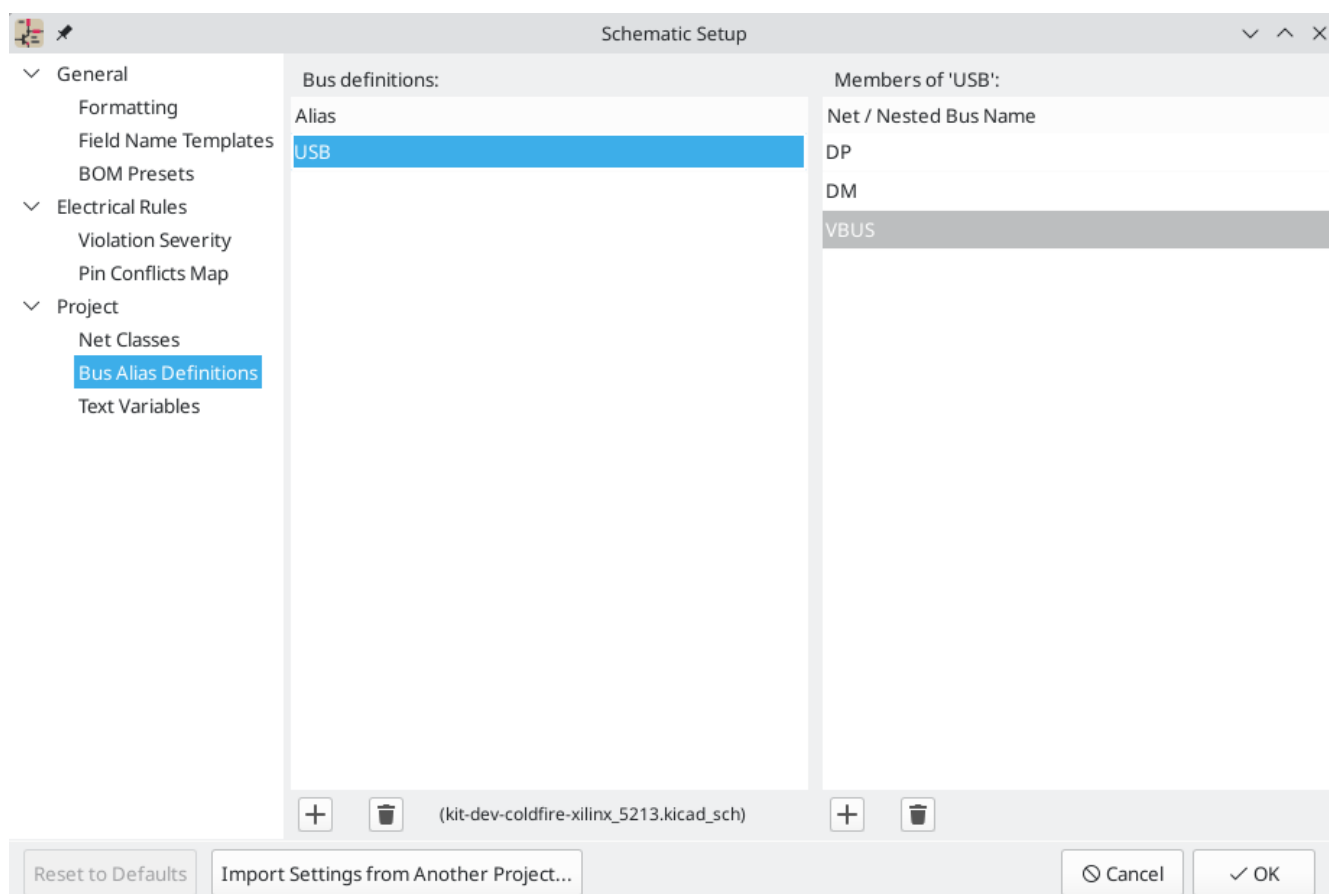 Schematic Setup
General
Formatting
Field Name Templates
BOM Presets
Electrical Rules
Violation Severity
Pin Conflicts Map
Project
Net Classes
Bus Alias Definitions
Text Variables
Bus definitions:
Alias
USB
(kit-dev-coldfire-xilinx_5213.kicad_sch)
Members of 'USB':
Net / Nested Bus Name
DP
DM
VBUS
Reset to Defaults
Import Settings from Another Project...
Cancel
OK